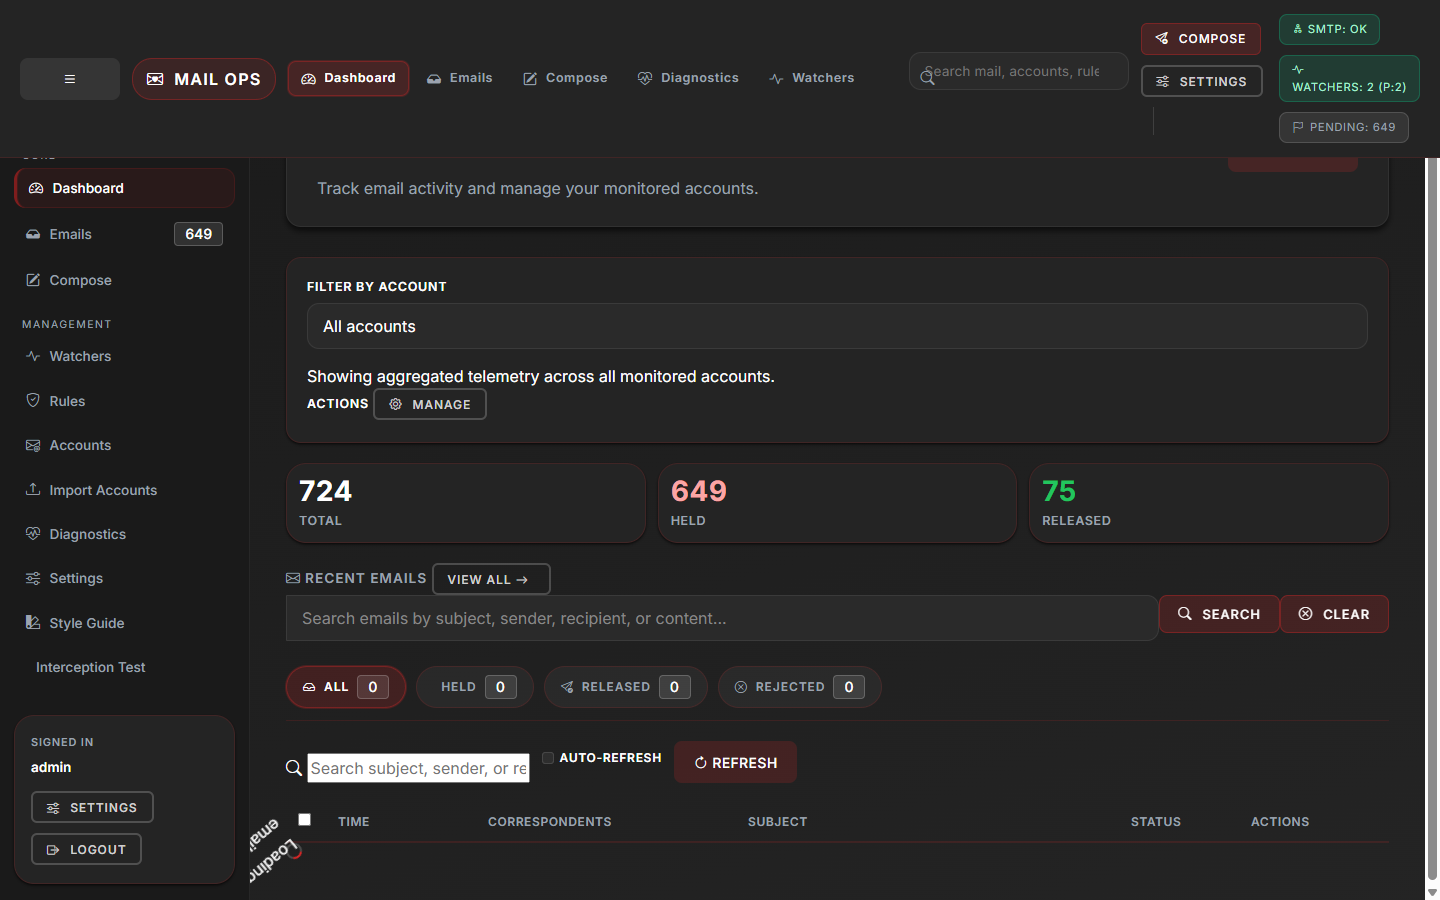 MAIL OPS
Dashboard
Emails
Compose
Diagnostics
Watchers
Search mail, accounts, rule
COMPOSE
SETTINGS
SMTP: OK
WATCHERS: 2 (P:2)
PENDING: 649
Dashboard
Emails 649
Compose
MANAGEMENT
Watchers
Rules
Accounts
Import Accounts
Diagnostics
Settings
Style Guide
Interception Test
SIGNED IN
admin
SETTINGS
LOGOUT
Track email activity and manage your monitored accounts.
FILTER BY ACCOUNT
All accounts
Showing aggregated telemetry across all monitored accounts.
ACTIONS MANAGE
724
TOTAL
649
HELD
75
RELEASED
RECENT EMAILS VIEW ALL →
Search emails by subject, sender, recipient, or content...
SEARCH
CLEAR
ALL 0
HELD 0
RELEASED 0
REJECTED 0
Search subject, sender, or re
AUTO-REFRESH
REFRESH
TIME CORRESPONDENTS SUBJECT STATUS ACTIONS
Loading
email